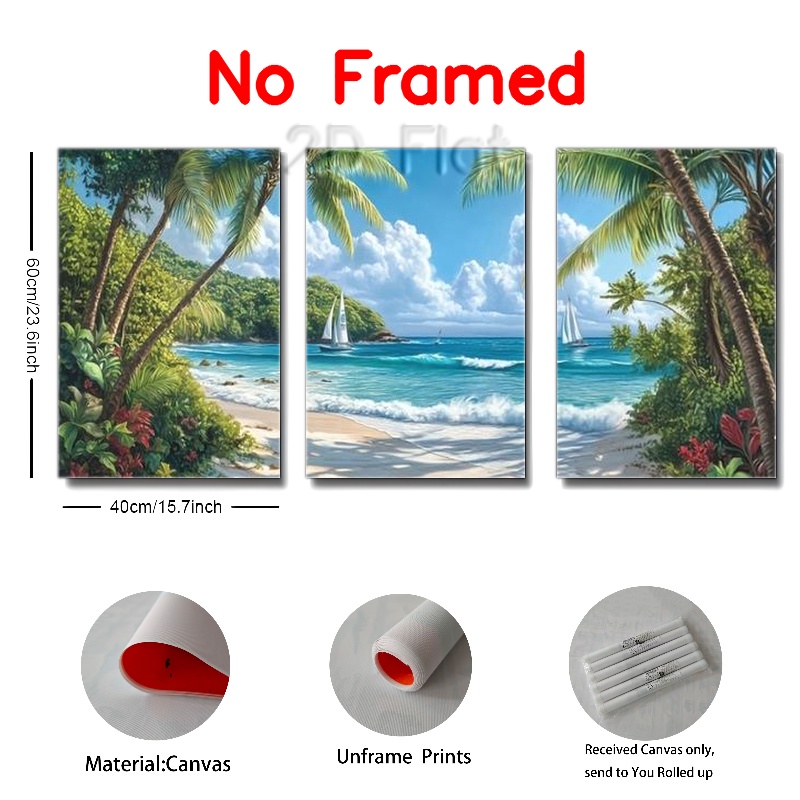 No Framed
2D Flat
60cm/23.6inch
40cm/15.7inch
Material:Canvas
Unframe Prints
Received Canvas only,
send to You Rolled up